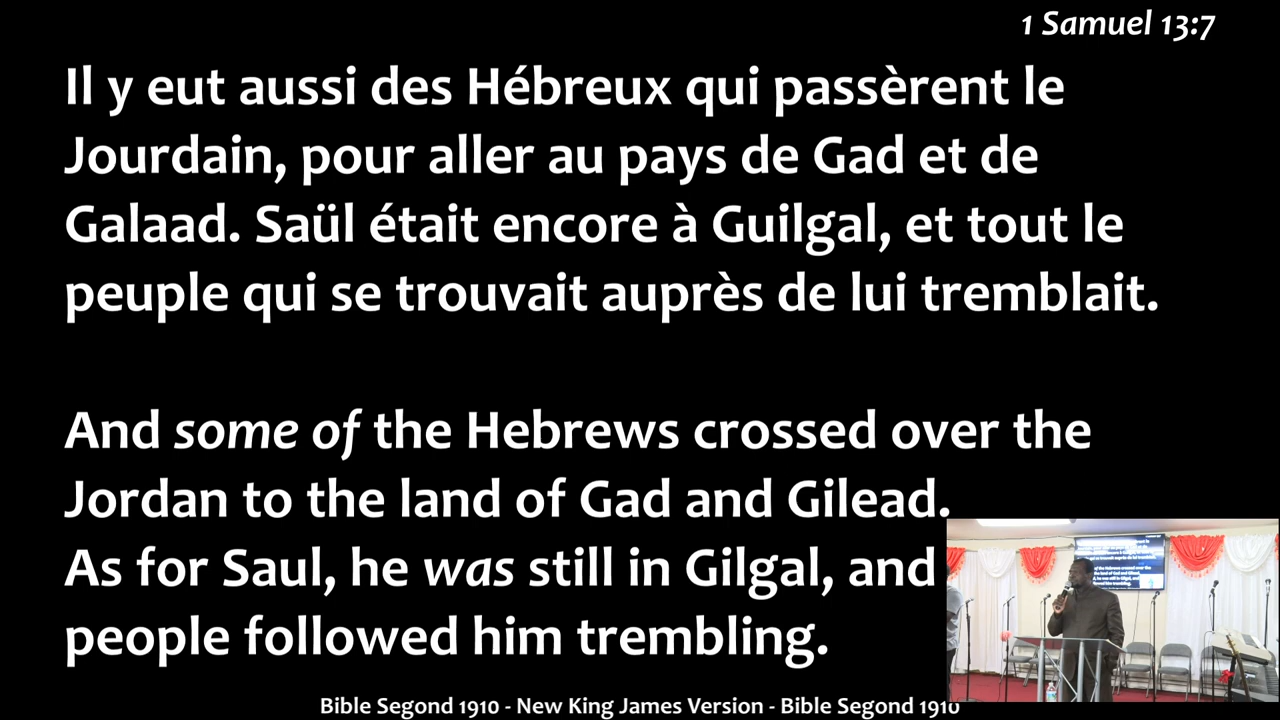 1 Samuel 13:7
Il y eut aussi des Hébreux qui passèrent le
Jourdain, pour aller au pays de Gad et de
Galaad. Saül était encore à Guilgal, et tout le
peuple qui se trouvait auprès de lui tremblait.
And some of the Hebrews crossed over the
Jordan to the land of Gad and Gilead.
As for Saul, he was still in Gilgal, and
people followed him trembling.
Bible Segond 1910 - New King James Version - Bible Segond 1910